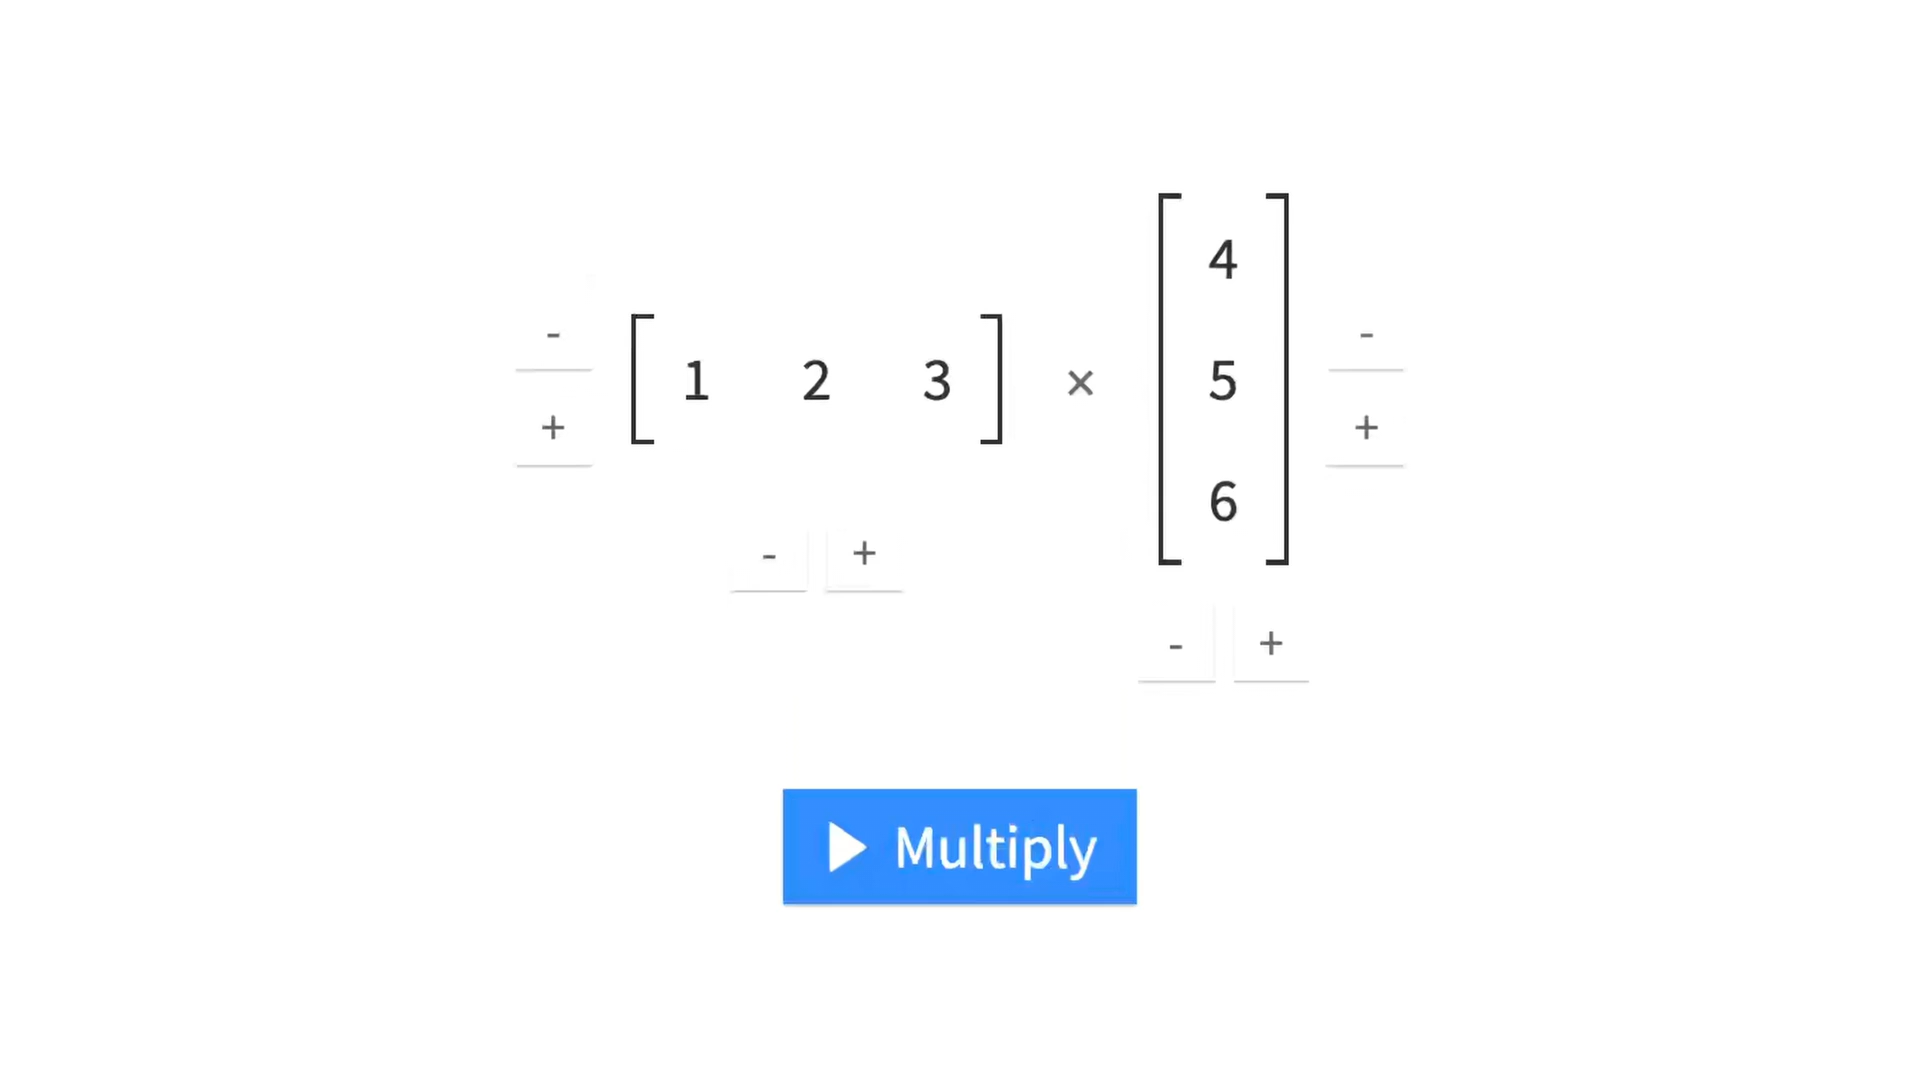 4
- 1 2 3 × 5 -
+ +
6
- +
- +
Multiply